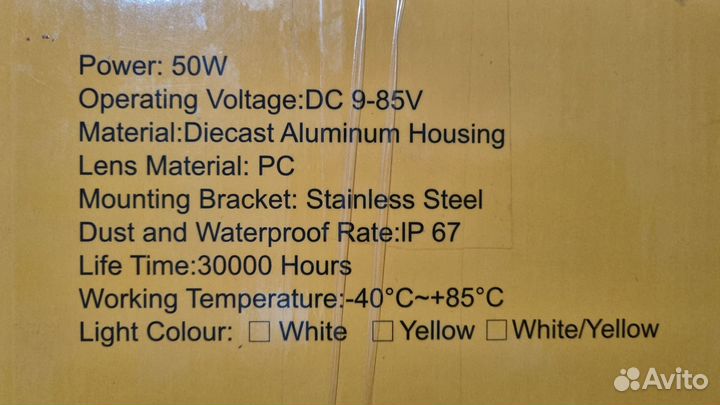 Power: 50W
Operating Voltage:DC 9-85V
Material:Diecast Aluminum Housing
Lens Material: PC
Mounting Bracket: Stainless Steel
Dust and Waterproof Rate:IP 67
Life Time:30000 Hours
Working Temperature:-40°C~+85°C
Light Colour: ☐ White ☐ Yellow ☐ White/Yellow
Avito